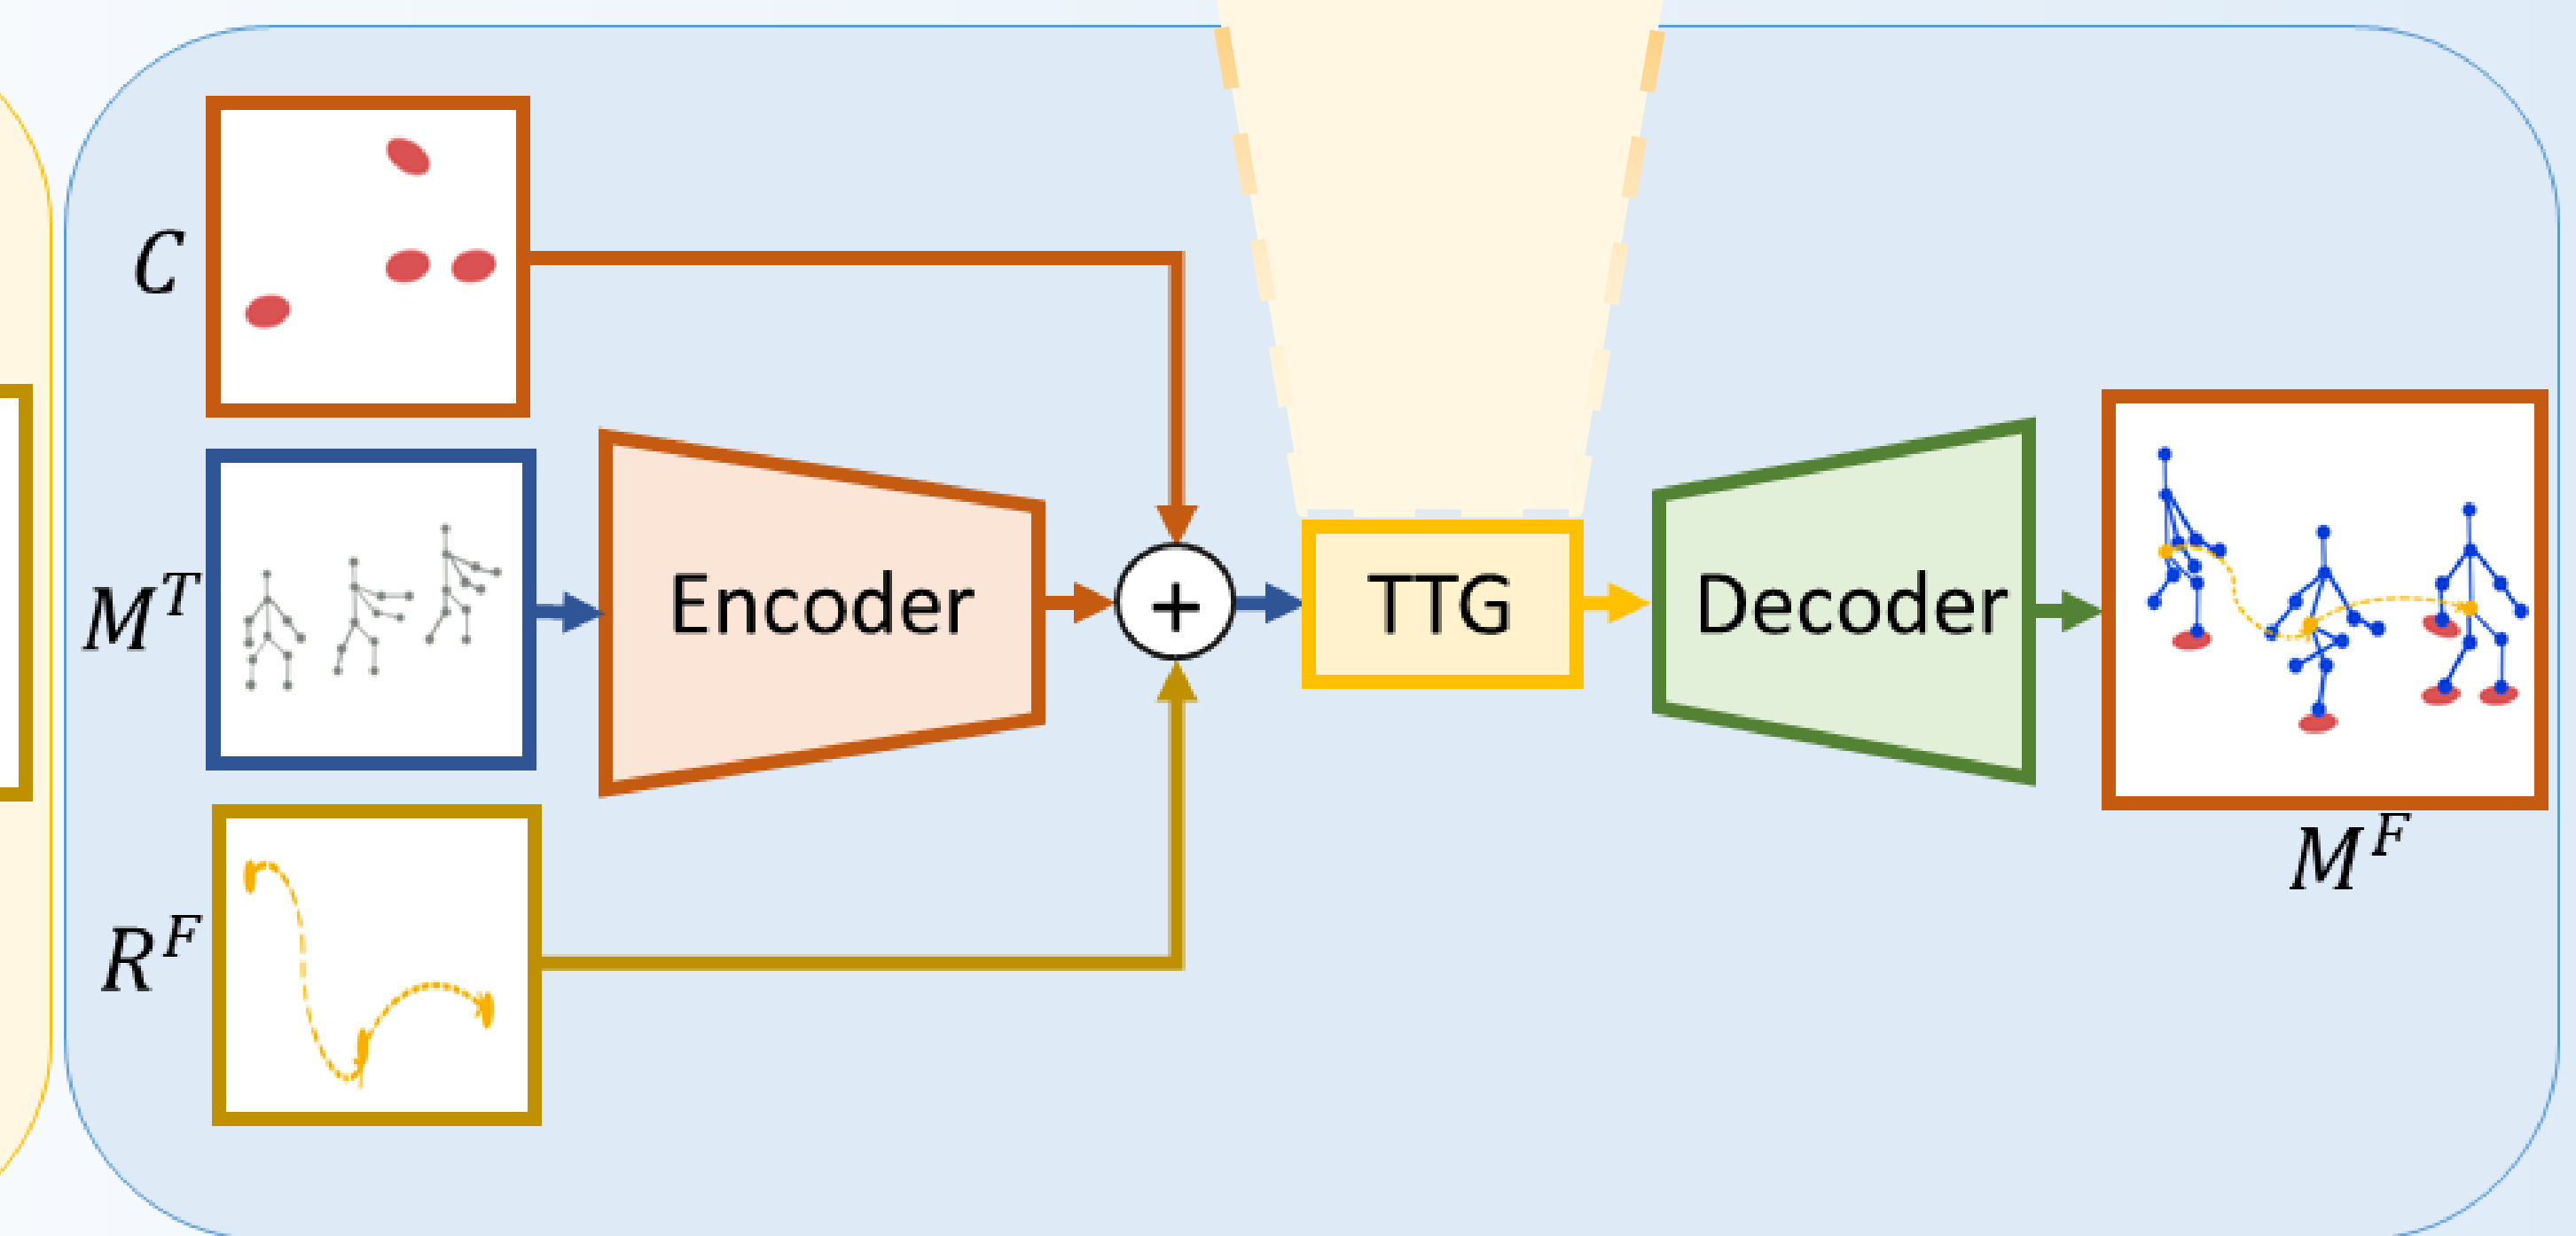 C
M^T
Encoder
+
TTG
Decoder
M^F
R^F